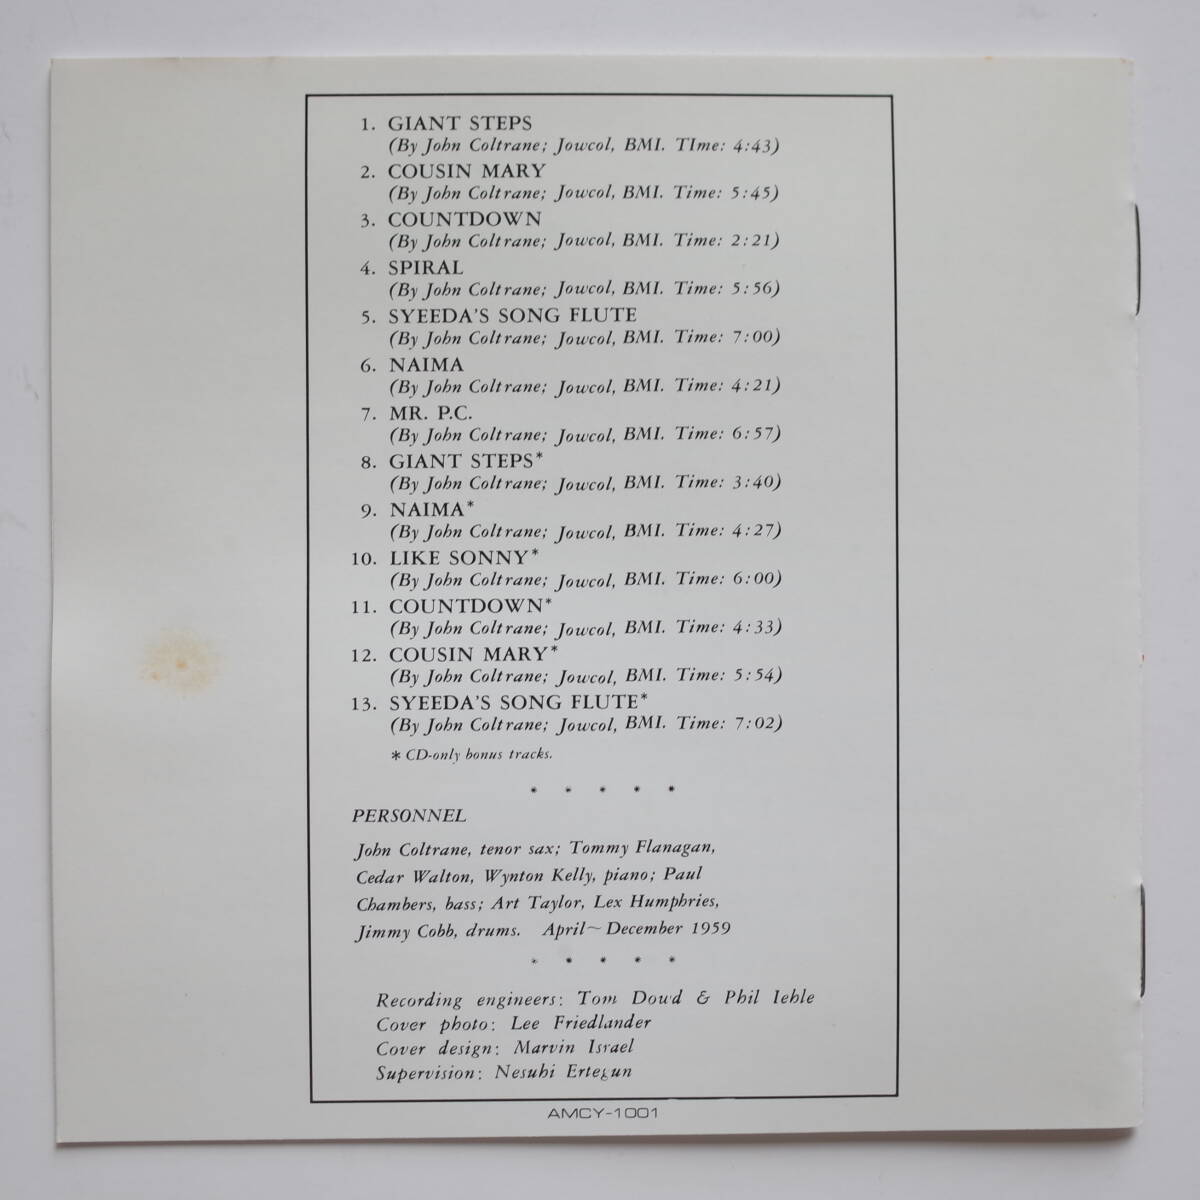 1. GIANT STEPS
(By John Coltrane; Jowcol, BMI. TIme: 4:43)
2. COUSIN MARY
(By John Coltrane; Jowcol, BMI. Time: 5:45)
3. COUNTDOWN
(By John Coltrane; Jowcol, BMI. Time: 2:21)
4. SPIRAL
(By John Coltrane; Jowcol, BMI. Time: 5:56)
5. SYEEDA'S SONG FLUTE
(By John Coltrane; Jowcol, BMI. Time: 7:00)
6. NAIMA
(By John Coltrane; Jowcol, BMI. Time: 4:21)
7. MR. P.C.
(By John Coltrane; Jowcol, BMI. Time: 6:57)
8. GIANT STEPS*
(By John Coltrane; Jowcol, BMI. Time: 3:40)
9. NAIMA*
(By John Coltrane; Jowcol, BMI. Time: 4:27)
10. LIKE SONNY*
(By John Coltrane; Jowcol, BMI. Time: 6:00)
11. COUNTDOWN*
(By John Coltrane; Jowcol, BMI. Time: 4:33)
12. COUSIN MARY*
(By John Coltrane; Jowcol, BMI. Time: 5:54)
13. SYEEDA'S SONG FLUTE*
(By John Coltrane; Jowcol, BMI. Time: 7:02)
* CD-only bonus tracks.
* * * * *
PERSONNEL
John Coltrane, tenor sax; Tommy Flanagan,
Cedar Walton, Wynton Kelly, piano; Paul
Chambers, bass; Art Taylor, Lex Humphries,
Jimmy Cobb, drums. April~December 1959
* * * * *
Recording engineers: Tom Dowd & Phil Iehle
Cover photo: Lee Friedlander
Cover design: Marvin Israel
Supervision: Nesuhi Ertegun
AMCY-1001